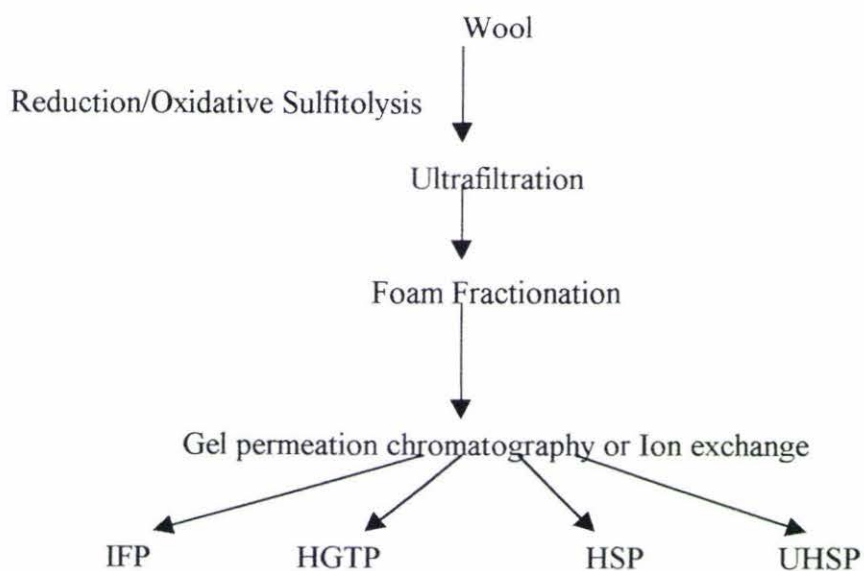 Wool
Reduction/Oxidative Sulfitolysis
Ultrafiltration
Foam Fractionation
Gel permeation chromatography or Ion exchange
IFP HGTP HSP UHSP